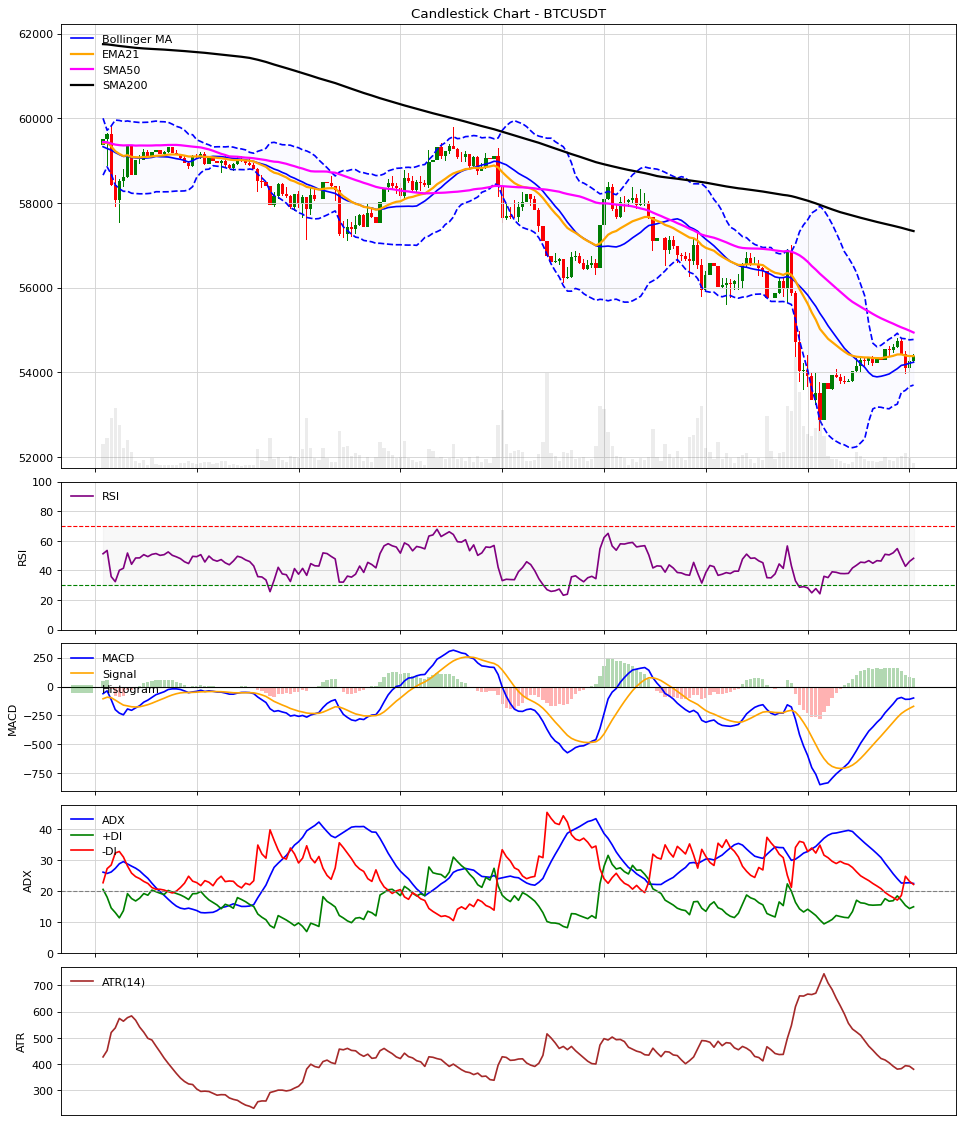 Candlestick Chart - BTCUSDT
62000
60000
58000
56000
54000
52000
Bollinger MA
EMA21
SMA50
SMA200
100
80
60
40
20
0
RSI
RSI
250
0
−250
−500
−750
MACD
MACD
Signal
Histogram
40
30
20
10
0
ADX
ADX
+DI
-DI
700
600
500
400
300
ATR
ATR(14)